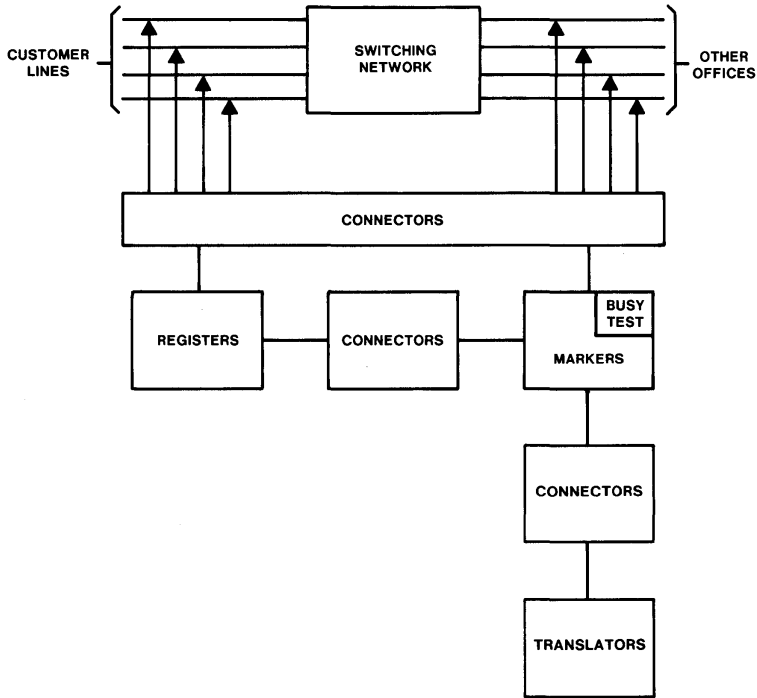 CUSTOMER
LINES
SWITCHING
NETWORK
OTHER
OFFICES
CONNECTORS
REGISTERS
CONNECTORS
BUSY
TEST
MARKERS
CONNECTORS
TRANSLATORS